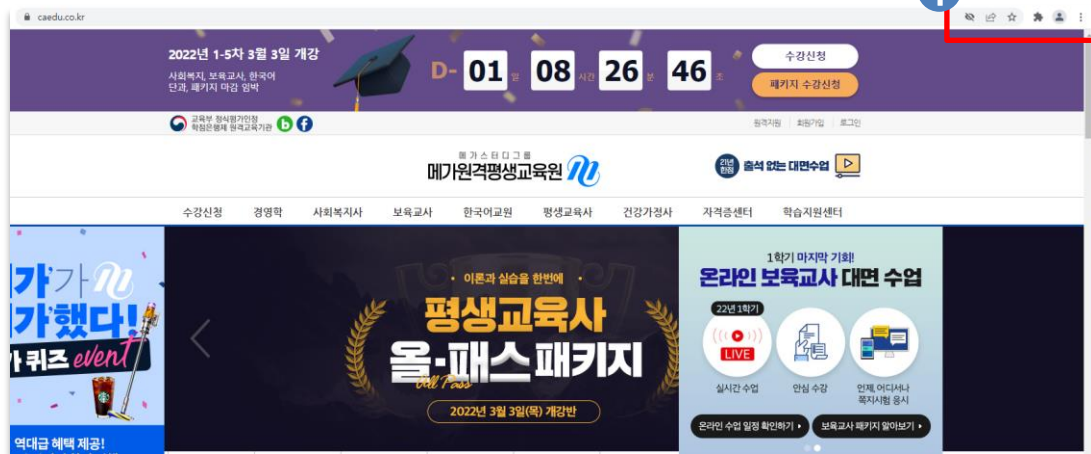 caedu.co.kr
2022년 1-5차 3월 3일 개강
사회복지, 보육교사, 한국어
단과, 패키지 마감 임박
D- 01 일 08 시간 26 분 46 초
수강신청
패키지 수강신청
교육부 정식평가인정
학점은행제 원격교육기관
원격지원 회원가입 로그인
메가스터디그룹
메가원격평생교육원
21년 한정 출석 없는 대면수업
수강신청 경영학 사회복지사 보육교사 한국어교원 평생교육사 건강가정사 자격증센터 학습지원센터
가가
가했다!
가 퀴즈 event
역대급 혜택 제공!
이론과 실습을 한번에
평생교육사
올·패스 패키지
All Pass
2022년 3월 3일(목) 개강반
1학기 마지막 기회!
온라인 보육교사 대면 수업
22년 1학기
LIVE
실시간 수업
안심 수강
언제, 어디서나
쪽지시험 응시
온라인 수업 일정 확인하기
보육교사 패키지 알아보기